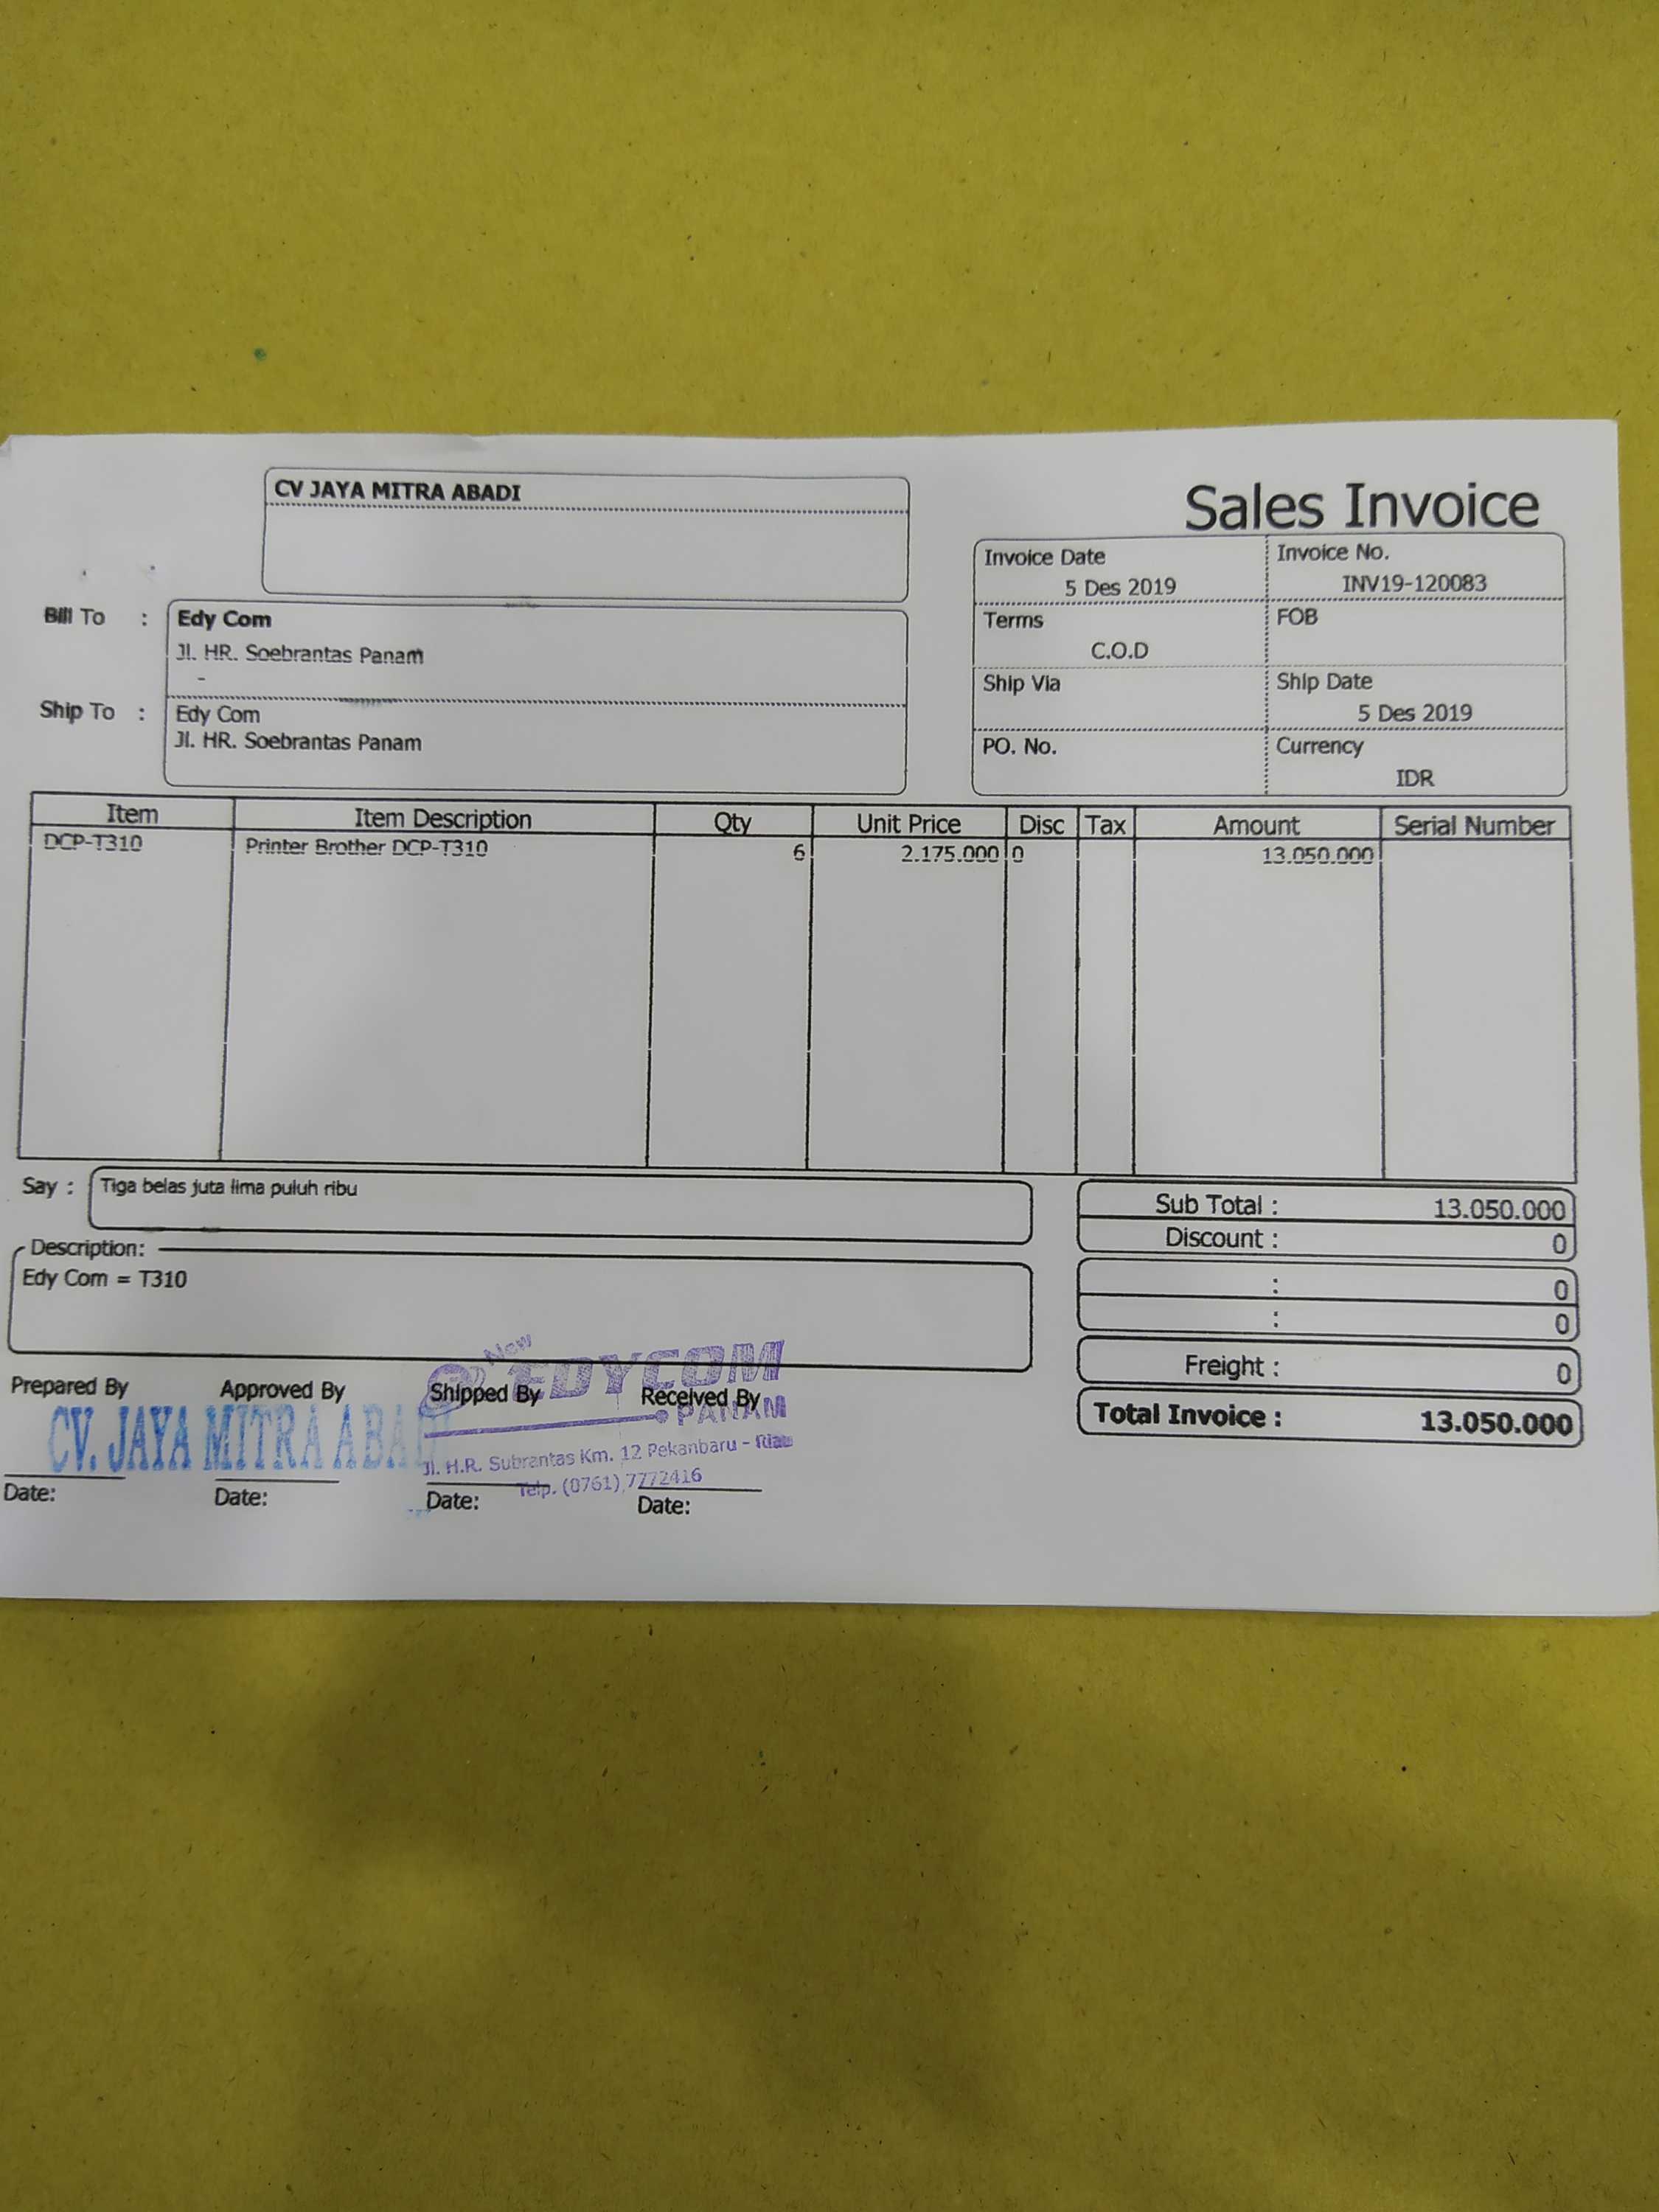 CV JAYA MITRA ABADI
Sales Invoice
Invoice Date
5 Des 2019
Invoice No.
INV19-120083
Bill To :
Edy Com
Jl. HR. Soebrantas Panam
-
Terms
C.O.D
FOB
Ship To :
Edy Com
Jl. HR. Soebrantas Panam
Ship Via
Ship Date
5 Des 2019
PO. No.
Currency
IDR
Item Item Description Qty Unit Price Disc Tax Amount Serial Number
DCP-T310 Printer Brother DCP-T310 6 2.175.000 0 13.050.000
Say : Tiga belas juta lima puluh ribu
Sub Total : 13.050.000
Discount : 0
: 0
: 0
Freight : 0
Total Invoice : 13.050.000
Description:
Edy Com = T310
Prepared By Approved By Shipped By Received By
CV. JAYA MITRA ABADI
New EDYCOM
PANAM
Jl. H.R. Subrantas Km. 12 Pekanbaru - Riau
Telp. (0761) 7772416
Date: Date: Date: Date: